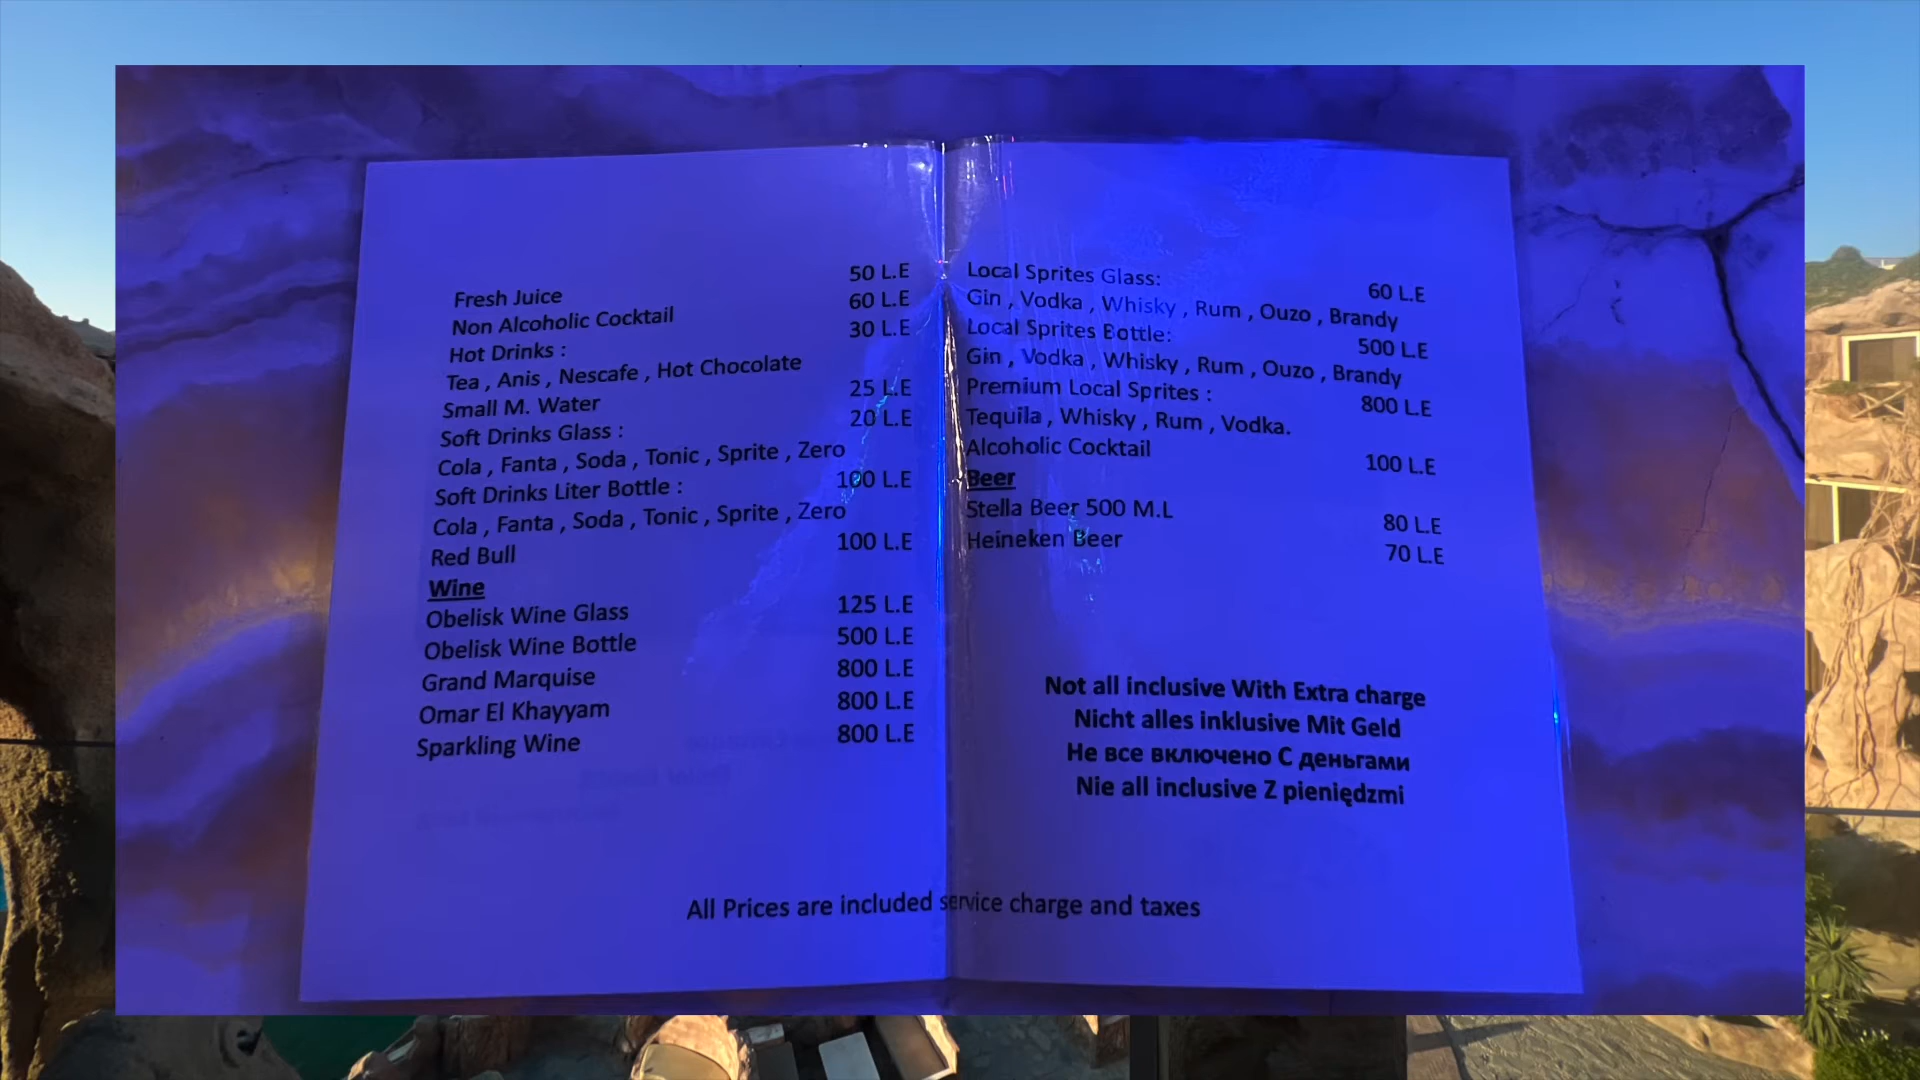 Fresh Juice 50 L.E
Non Alcoholic Cocktail 60 L.E
Hot Drinks : 30 L.E
Tea , Anis , Nescafe , Hot Chocolate
Small M. Water 25 L.E
Soft Drinks Glass : 20 L.E
Cola , Fanta , Soda , Tonic , Sprite , Zero
Soft Drinks Liter Bottle : 100 L.E
Cola , Fanta , Soda , Tonic , Sprite , Zero
Red Bull 100 L.E
Wine
Obelisk Wine Glass 125 L.E
Obelisk Wine Bottle 500 L.E
Grand Marquise 800 L.E
Omar El Khayyam 800 L.E
Sparkling Wine 800 L.E
Local Sprites Glass: 60 L.E
Gin , Vodka , Whisky , Rum , Ouzo , Brandy
Local Sprites Bottle: 500 L.E
Gin , Vodka , Whisky , Rum , Ouzo , Brandy
Premium Local Sprites : 800 L.E
Tequila , Whisky , Rum , Vodka.
Alcoholic Cocktail 100 L.E
Beer
Stella Beer 500 M.L 80 L.E
Heineken Beer 70 L.E
Not all inclusive With Extra charge
Nicht alles inklusive Mit Geld
Не все включено С деньгами
Nie all inclusive Z pieniędzmi
All Prices are included service charge and taxes